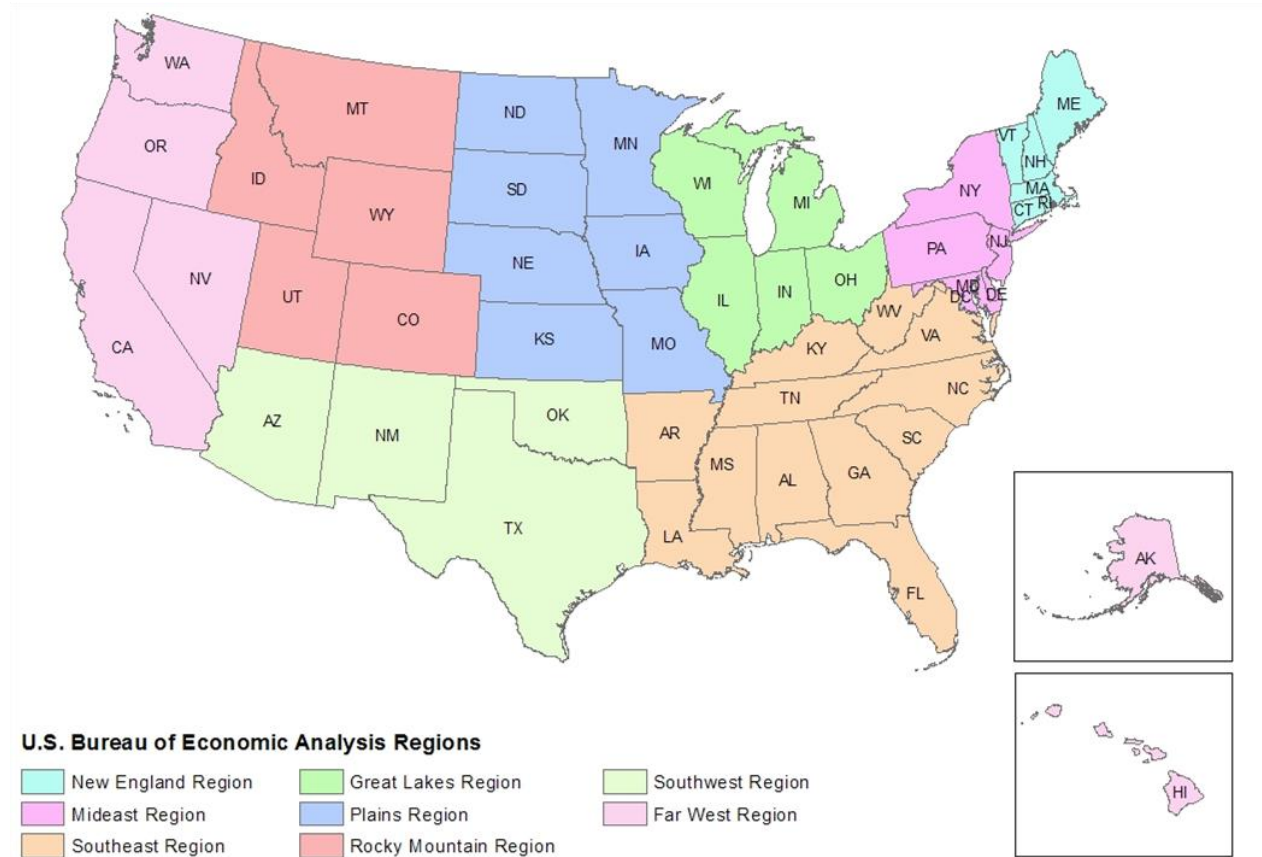 WA
MT
ND
ME
OR
MN
VT
ID
SD
WI
NH
WY
MI
NY
MA
RI
CT
NV
NE
IA
PA
NJ
UT
IL
IN
OH
MD
DC
DE
CO
KS
MO
WV
CA
KY
VA
TN
NC
AZ
NM
OK
AR
SC
MS
AL
GA
TX
LA
FL
AK
HI
U.S. Bureau of Economic Analysis Regions
New England Region
Great Lakes Region
Southwest Region
Mideast Region
Plains Region
Far West Region
Southeast Region
Rocky Mountain Region